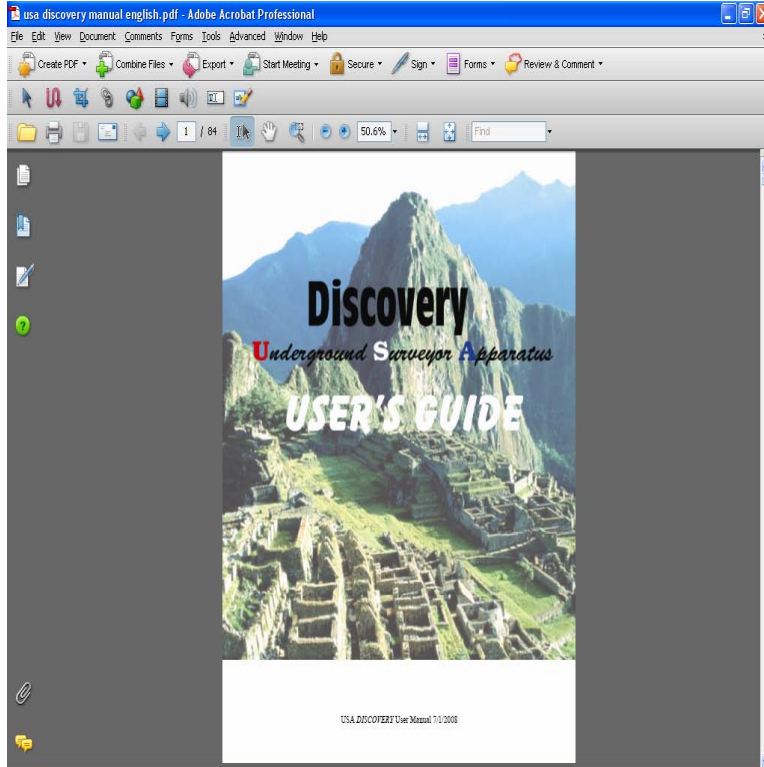 usa discovery manual english.pdf - Adobe Acrobat Professional
File Edit View Document Comments Forms Tools Advanced Window Help
Create PDF Combine Files Export Start Meeting Secure Sign Forms Review & Comment
1 / 84 50.6% Find
Discovery
Underground Surveyor Apparatus
USER'S GUIDE
USA DISCOVERY User Manual 7/1/2008